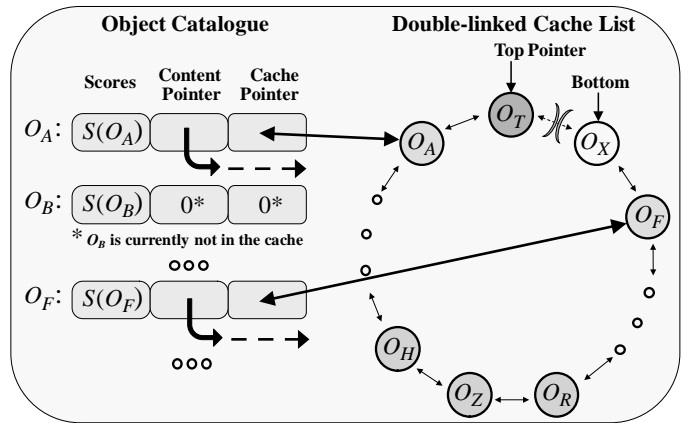 Object Catalogue
Double-linked Cache List
Top Pointer
Scores
Content Pointer
Cache Pointer
Bottom
O_A: S(O_A)
O_B: S(O_B) 0* 0*
* O_B is currently not in the cache
O_F: S(O_F)
O_T
O_A
O_X
O_F
O_H
O_Z
O_R